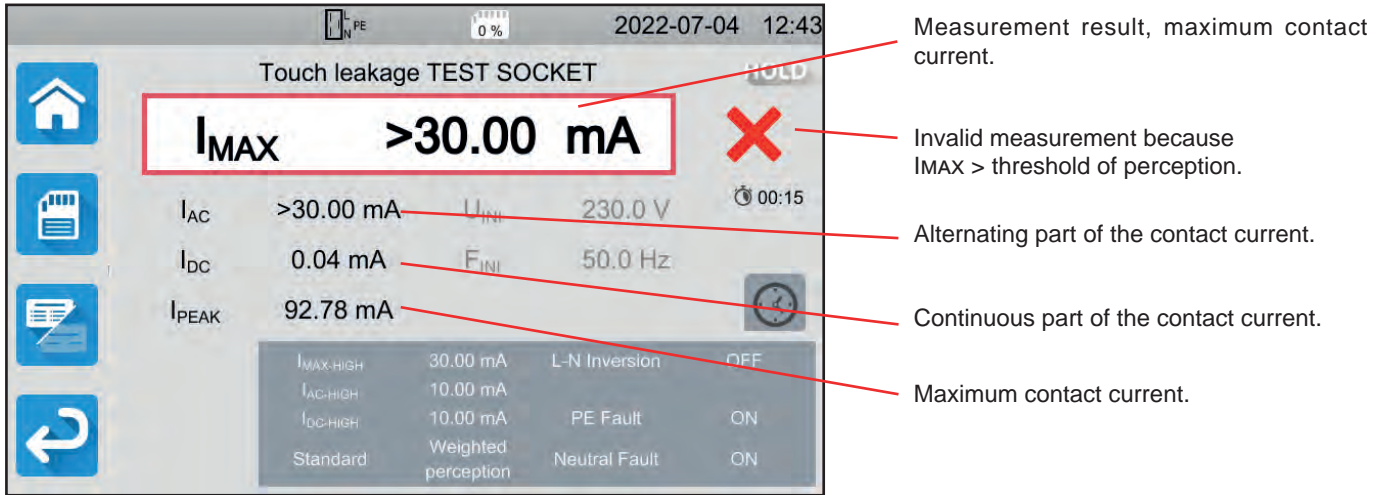 L
N PE
0 %
2022-07-04 12:43
Touch leakage TEST SOCKET
HOLD
IMAX >30.00 mA
00:15
IAC >30.00 mA UINI 230.0 V
IDC 0.04 mA FINI 50.0 Hz
IPEAK 92.78 mA
IMAX-HIGH 30.00 mA L-N Inversion OFF
IAC-HIGH 10.00 mA
IDC-HIGH 10.00 mA PE Fault ON
Standard Weighted perception Neutral Fault ON
Measurement result, maximum contact
current.
Invalid measurement because
IMAX > threshold of perception.
Alternating part of the contact current.
Continuous part of the contact current.
Maximum contact current.